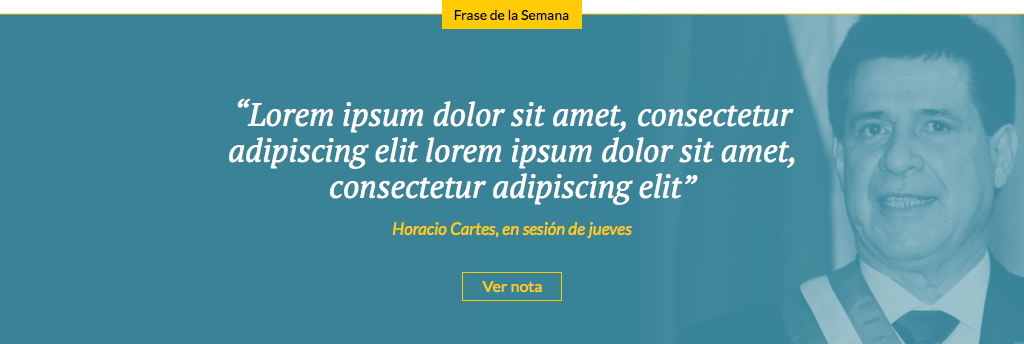 Frase de la Semana
“Lorem ipsum dolor sit amet, consectetur
adipiscing elit lorem ipsum dolor sit amet,
consectetur adipiscing elit”
Horacio Cartes, en sesión de jueves
Ver nota